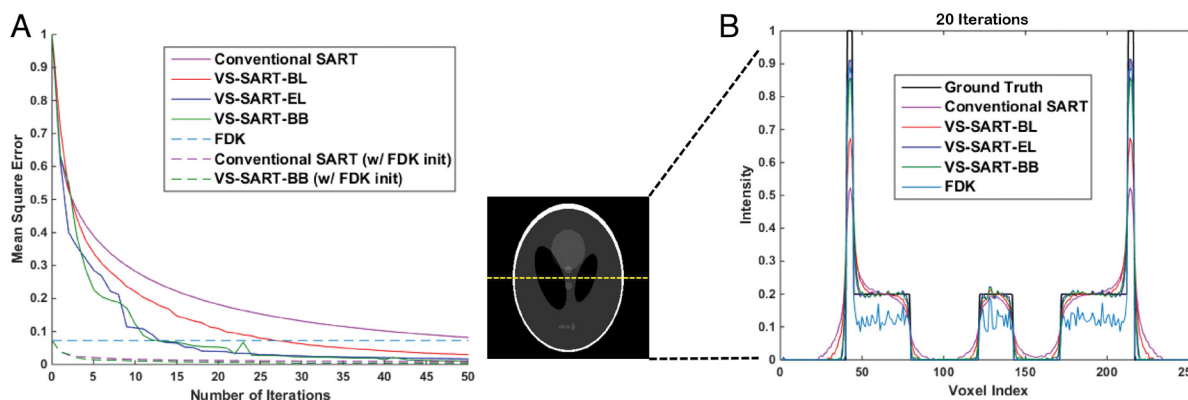 A
Mean Square Error
1
0.9
0.8
0.7
0.6
0.5
0.4
0.3
0.2
0.1
0
0 5 10 15 20 25 30 35 40 45 50
Number of Iterations
Conventional SART
VS-SART-BL
VS-SART-EL
VS-SART-BB
FDK
Conventional SART (w/ FDK init)
VS-SART-BB (w/ FDK init)
B
20 Iterations
Intensity
1
0.9
0.8
0.7
0.6
0.5
0.4
0.3
0.2
0.1
0
0 50 100 150 200 250
Voxel Index
Ground Truth
Conventional SART
VS-SART-BL
VS-SART-EL
VS-SART-BB
FDK